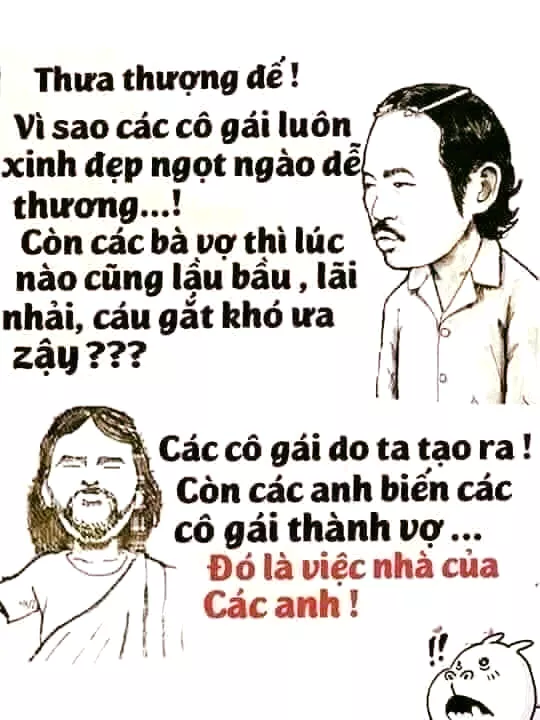 Thưa thượng đế !
Vì sao các cô gái luôn
xinh đẹp ngọt ngào dễ
thương...!
Còn các bà vợ thì lúc
nào cũng lầu bầu , lãi
nhải, cáu gắt khó ưa
zậy ???
Các cô gái do ta tạo ra !
Còn các anh biến các
cô gái thành vợ ...
Đó là việc nhà của
Các anh !
!!